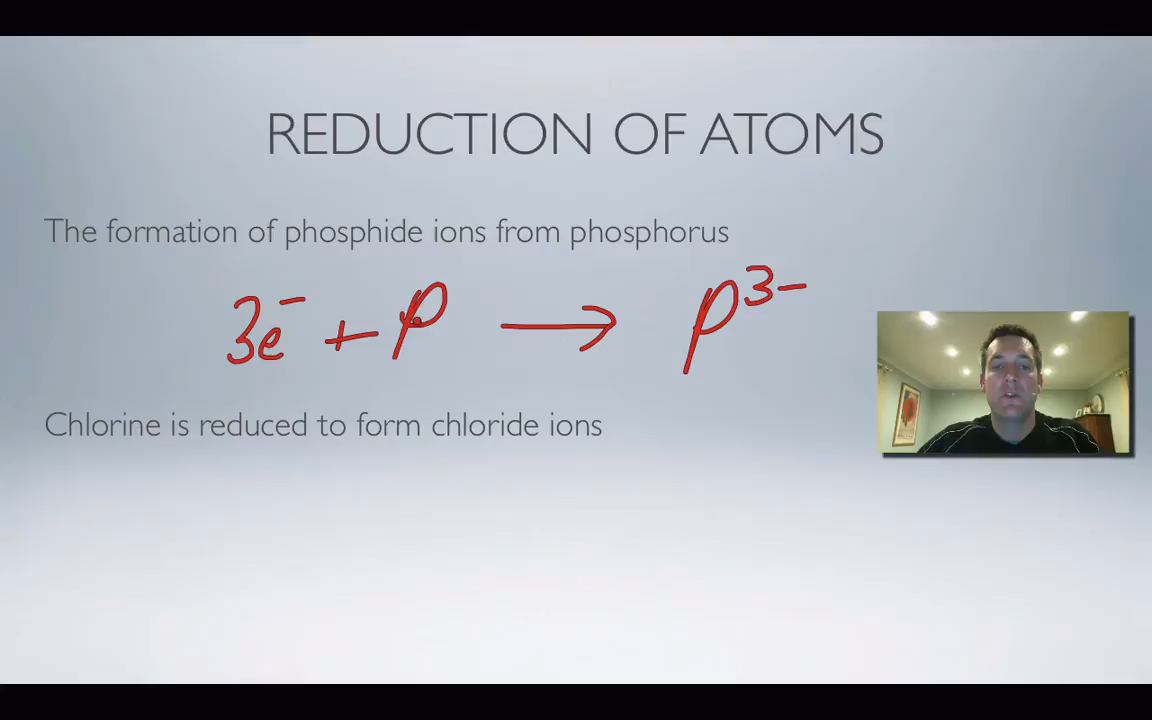 REDUCTION OF ATOMS
The formation of phosphide ions from phosphorus
3e⁻ + P → P³⁻
Chlorine is reduced to form chloride ions